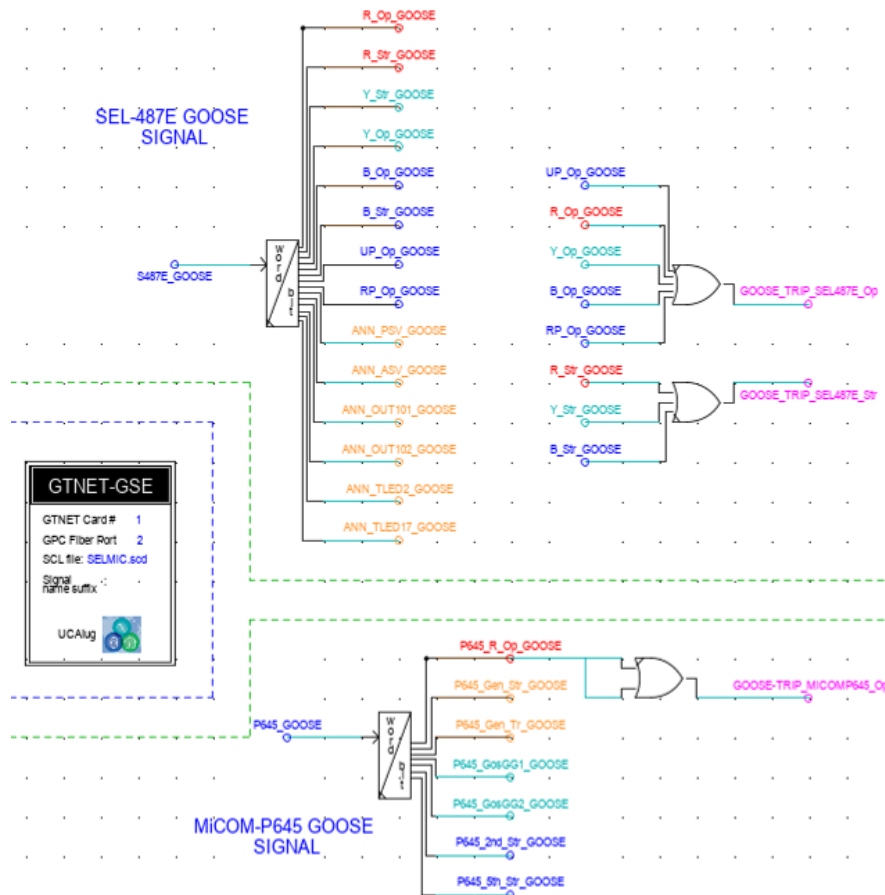 R_Op_GOOSE
R_Str_GOOSE
Y_Str_GOOSE
SEL-487E GOOSE
SIGNAL
Y_Op_GOOSE
B_Op_GOOSE
B_Str_GOOSE
UP_Op_GOOSE
RP_Op_GOOSE
ANN_PSV_GOOSE
ANN_ASV_GOOSE
ANN_OUT101_GOOSE
ANN_OUT102_GOOSE
ANN_TLED2_GOOSE
ANN_TLED17_GOOSE
S487E_GOOSE
word
bit
UP_Op_GOOSE
R_Op_GOOSE
Y_Op_GOOSE
B_Op_GOOSE
RP_Op_GOOSE
GOOSE_TRIP_SEL487E_Op
R_Str_GOOSE
Y_Str_GOOSE
B_Str_GOOSE
GOOSE_TRIP_SEL487E_Str
GTNET-GSE
GTNET Card # 1
GPC Fiber Port 2
SCL file: SELMIC.scd
Signal :
name suffix
UCAIug
P645_GOOSE
word
bit
P645_R_Op_GOOSE
P645_Gen_Str_GOOSE
P645_Gen_Tr_GOOSE
P645_GosGG1_GOOSE
P645_GosGG2_GOOSE
P645_2nd_Str_GOOSE
P645_5th_Str_GOOSE
GOOSE-TRIP_MICOMP645_Op
MiCOM-P645 GOOSE
SIGNAL